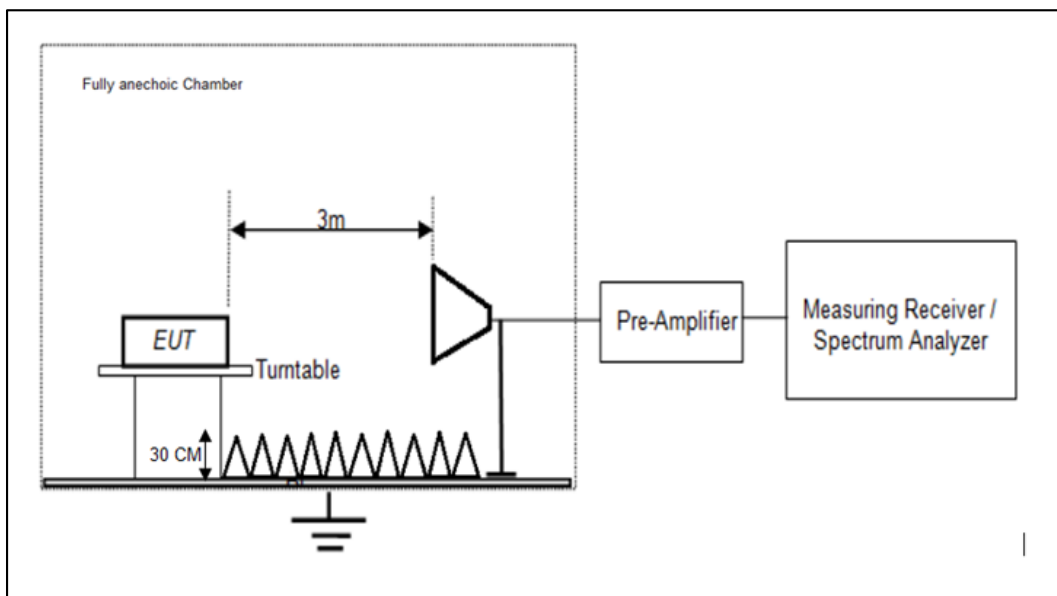 Fully anechoic Chamber
3m
EUT
Turntable
30 CM
Pre-Amplifier
Measuring Receiver /
Spectrum Analyzer